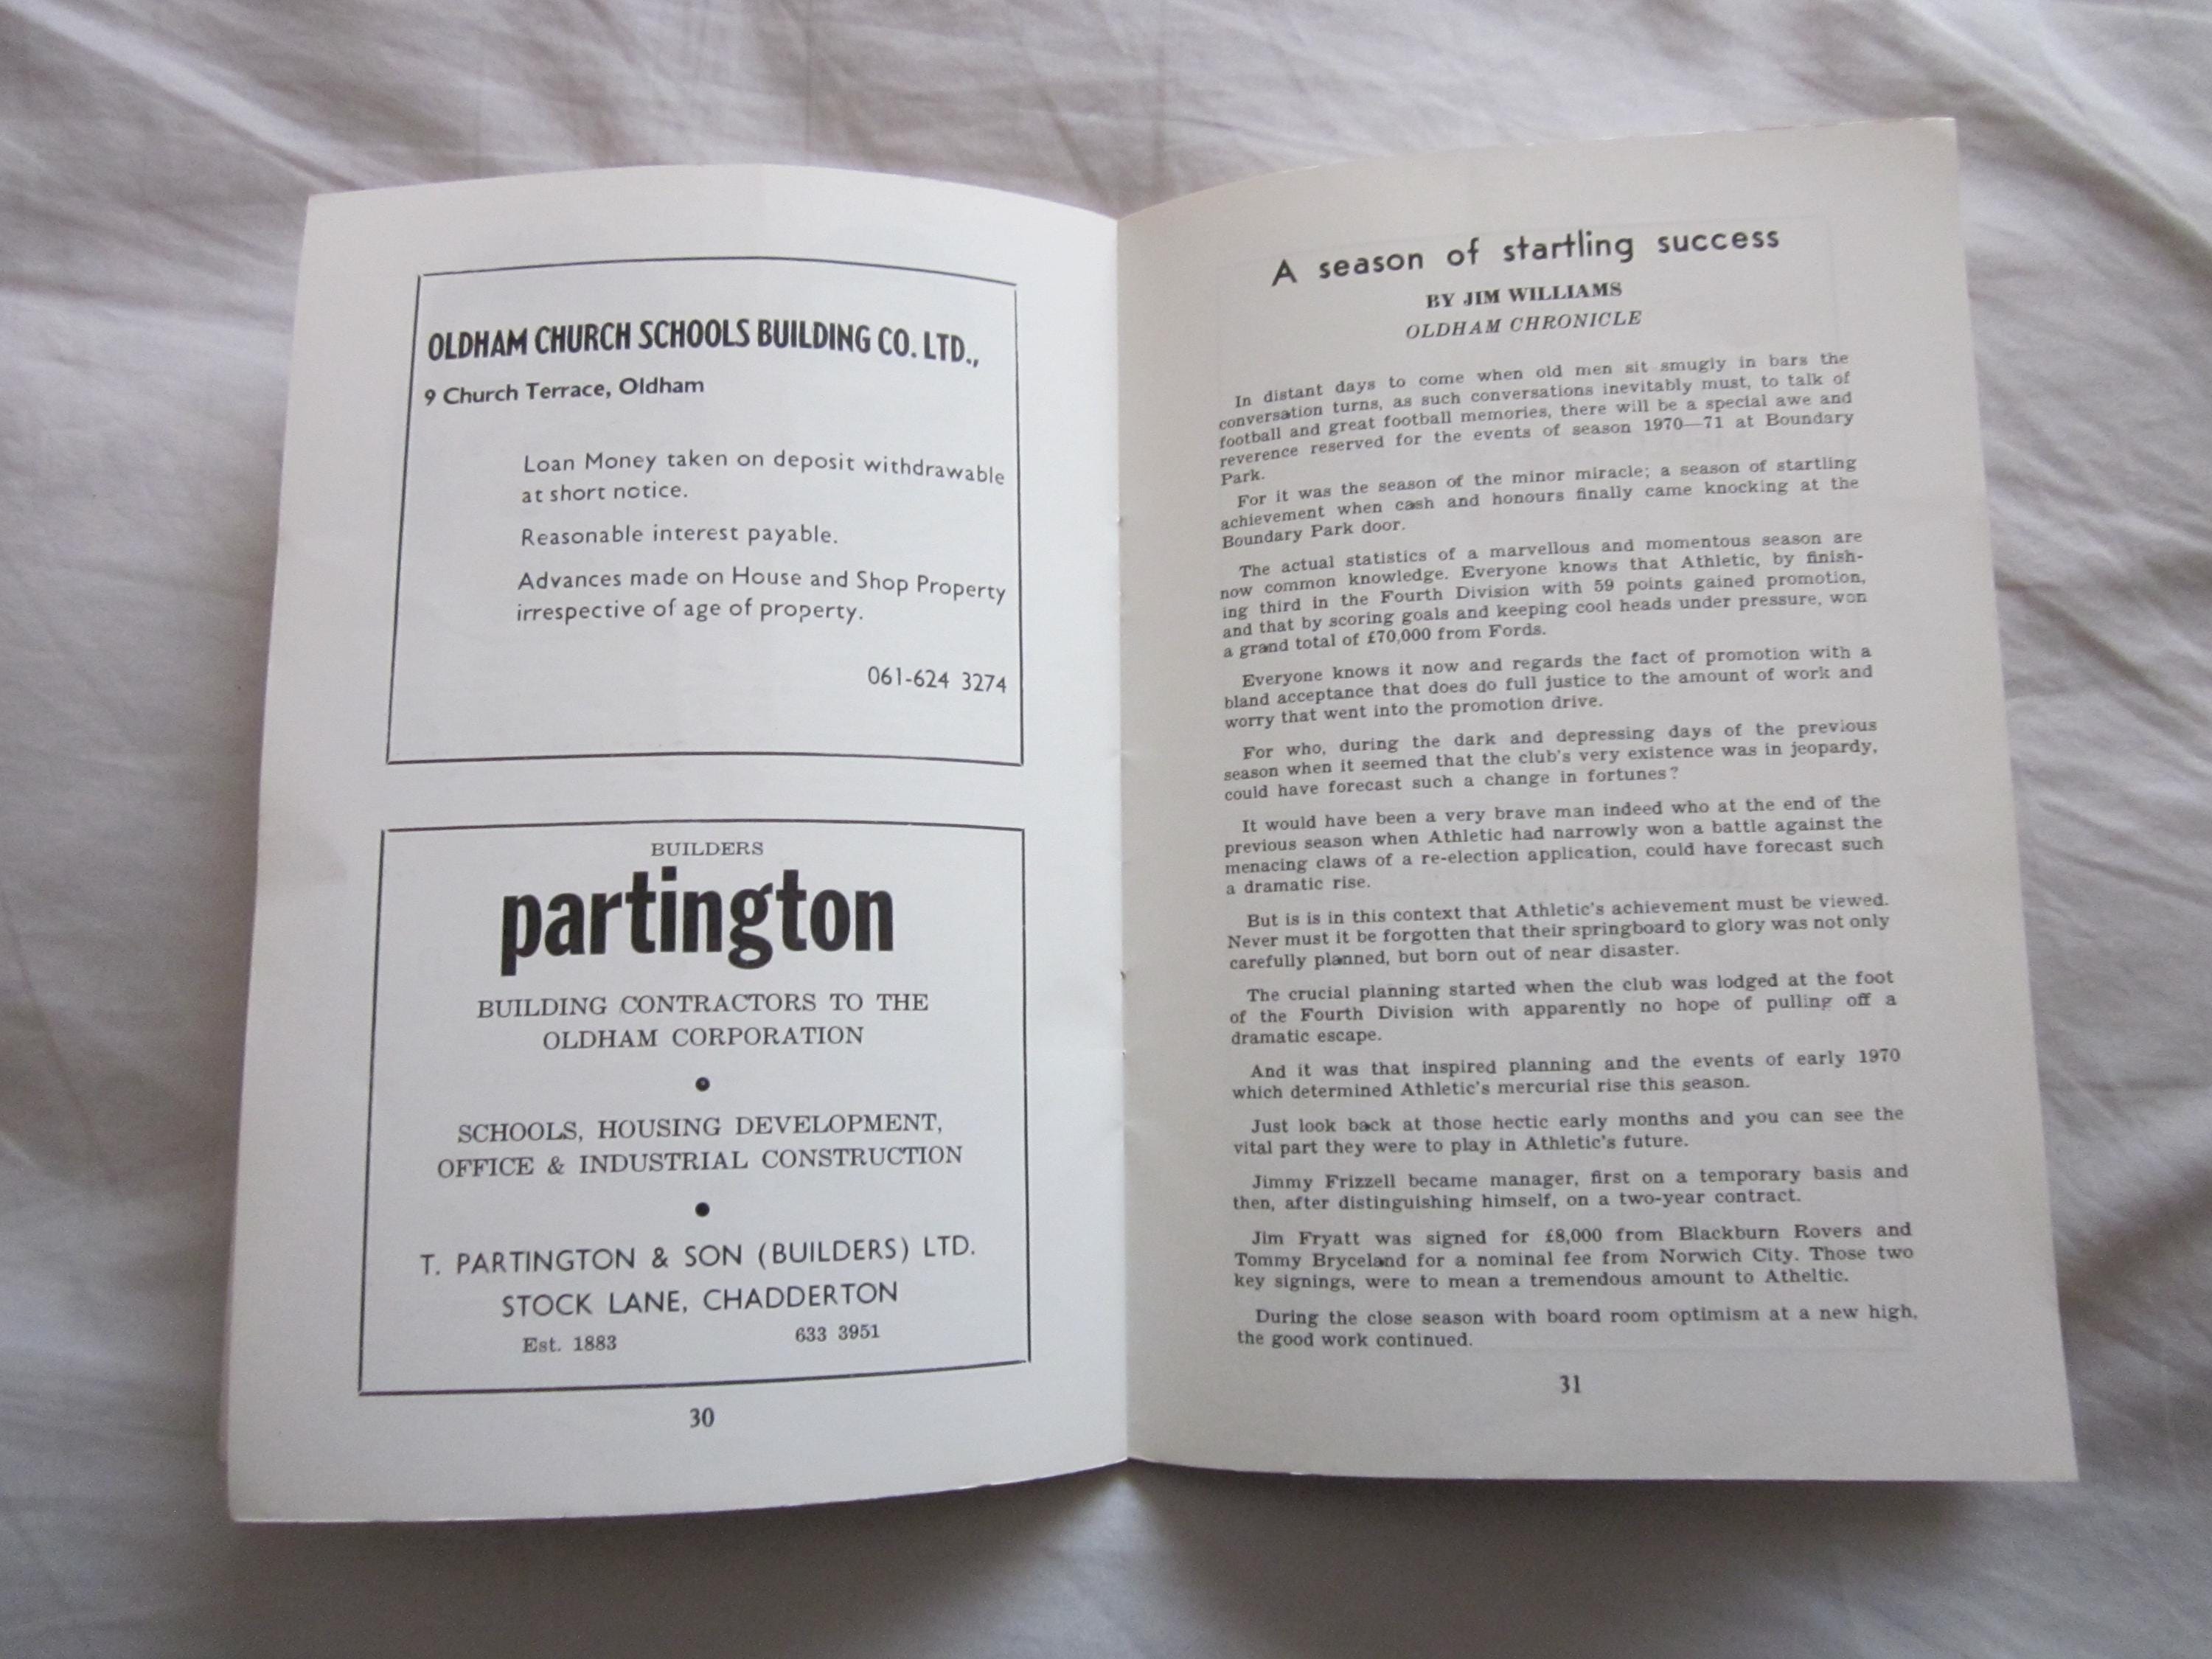 OLDHAM CHURCH SCHOOLS BUILDING CO. LTD.,
9 Church Terrace, Oldham
Loan Money taken on deposit withdrawable
at short notice.
Reasonable interest payable.
Advances made on House and Shop Property
irrespective of age of property.
061-624 3274
BUILDERS
partington
BUILDING CONTRACTORS TO THE
OLDHAM CORPORATION
●
SCHOOLS, HOUSING DEVELOPMENT,
OFFICE & INDUSTRIAL CONSTRUCTION
●
T. PARTINGTON & SON (BUILDERS) LTD.
STOCK LANE, CHADDERTON
Est. 1883 633 3951
30
A season of startling success
BY JIM WILLIAMS
OLDHAM CHRONICLE
In distant days to come when old men sit smugly in bars the
conversation turns, as such conversations inevitably must, to talk of
football and great football memories, there will be a special awe and
reverence reserved for the events of season 1970—71 at Boundary
Park.
For it was the season of the minor miracle; a season of startling
achievement when cash and honours finally came knocking at the
Boundary Park door.
The actual statistics of a marvellous and momentous season are
now common knowledge. Everyone knows that Athletic, by finish-
ing third in the Fourth Division with 59 points gained promotion,
and that by scoring goals and keeping cool heads under pressure, won
a grand total of £70,000 from Fords.
Everyone knows it now and regards the fact of promotion with a
bland acceptance that does do full justice to the amount of work and
worry that went into the promotion drive.
For who, during the dark and depressing days of the previous
season when it seemed that the club's very existence was in jeopardy,
could have forecast such a change in fortunes?
It would have been a very brave man indeed who at the end of the
previous season when Athletic had narrowly won a battle against the
menacing claws of a re-election application, could have forecast such
a dramatic rise.
But is is in this context that Athletic's achievement must be viewed.
Never must it be forgotten that their springboard to glory was not only
carefully planned, but born out of near disaster.
The crucial planning started when the club was lodged at the foot
of the Fourth Division with apparently no hope of pulling off a
dramatic escape.
And it was that inspired planning and the events of early 1970
which determined Athletic's mercurial rise this season.
Just look back at those hectic early months and you can see the
vital part they were to play in Athletic's future.
Jimmy Frizzell became manager, first on a temporary basis and
then, after distinguishing himself, on a two-year contract.
Jim Fryatt was signed for £8,000 from Blackburn Rovers and
Tommy Bryceland for a nominal fee from Norwich City. Those two
key signings, were to mean a tremendous amount to Atheltic.
During the close season with board room optimism at a new high,
the good work continued.
31